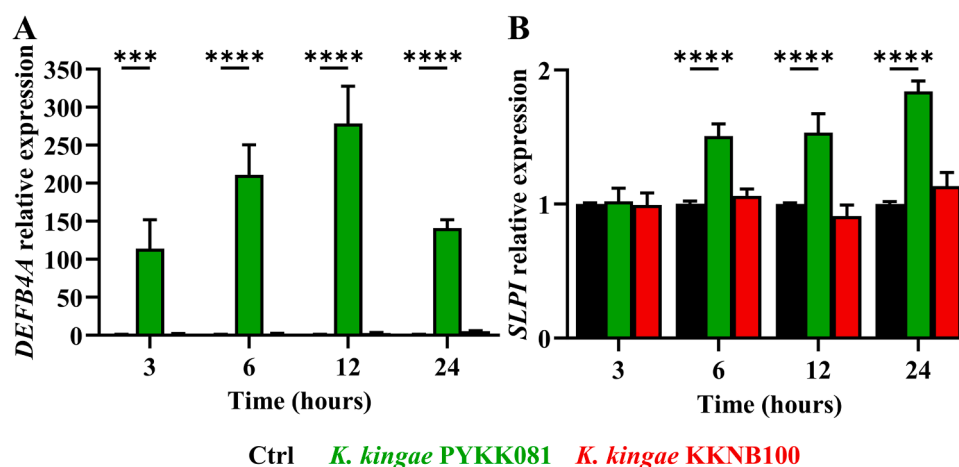 A
DEFB4A relative expression
*** **** **** ****
350
300
250
200
150
100
50
0
3 6 12 24
Time (hours)
B
SLPI relative expression
**** **** ****
2
1
0
3 6 12 24
Time (hours)
Ctrl K. kingae PYKK081 K. kingae KKNB100